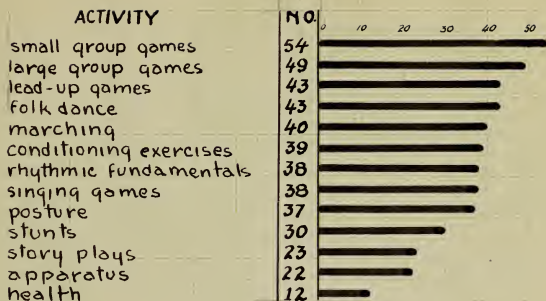 ACTIVITY NO. 0 10 20 30 40 50
small group games 54
large group games 49
lead-up games 43
folk dance 43
marching 40
conditioning exercises 39
rhythmic fundamentals 38
singing games 38
posture 37
stunts 30
story plays 23
apparatus 22
health 12